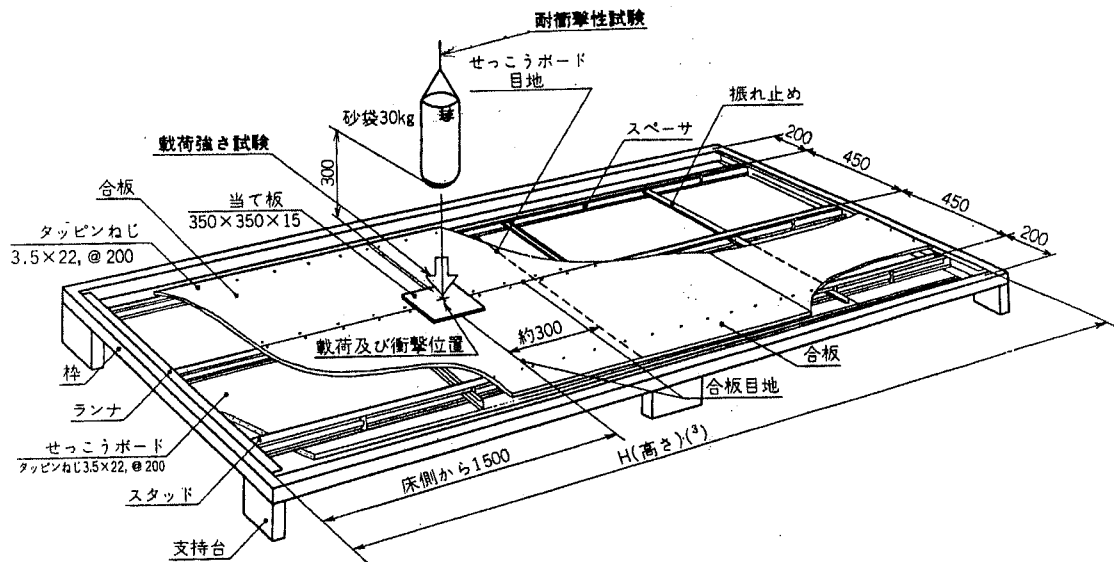 耐衝撃性試験
せっこうボード
目地
振れ止め
砂袋30kg
スペーサ
載荷強さ試験
300
200
450
450
200
合板
当て板
350×350×15
タッピンねじ
3.5×22, @ 200
約300
載荷及び衝撃位置
合板
枠
合板目地
ランナ
せっこうボード
タッピンねじ3.5×22, @ 200
床側から1500
H(高さ)(³)
スタッド
支持台